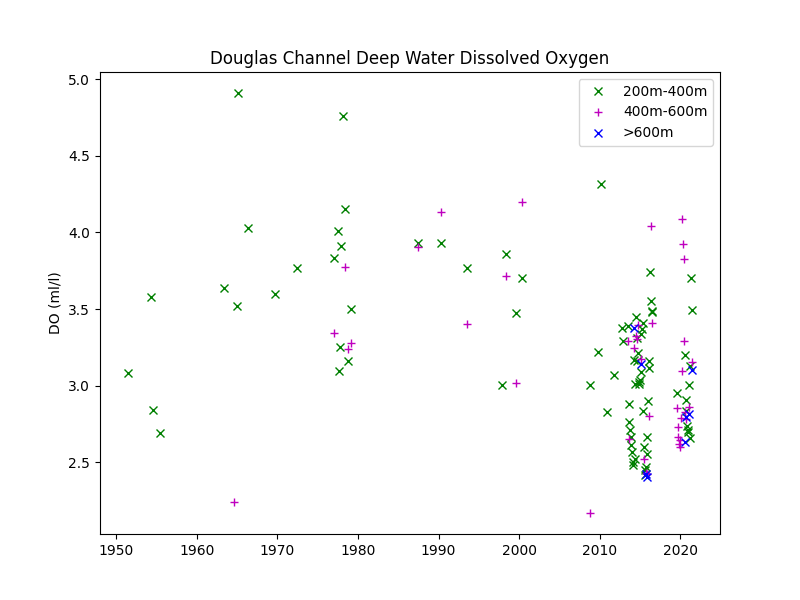 Douglas Channel Deep Water Dissolved Oxygen
200m-400m
400m-600m
>600m
DO (ml/l)
5.0
4.5
4.0
3.5
3.0
2.5
1950 1960 1970 1980 1990 2000 2010 2020